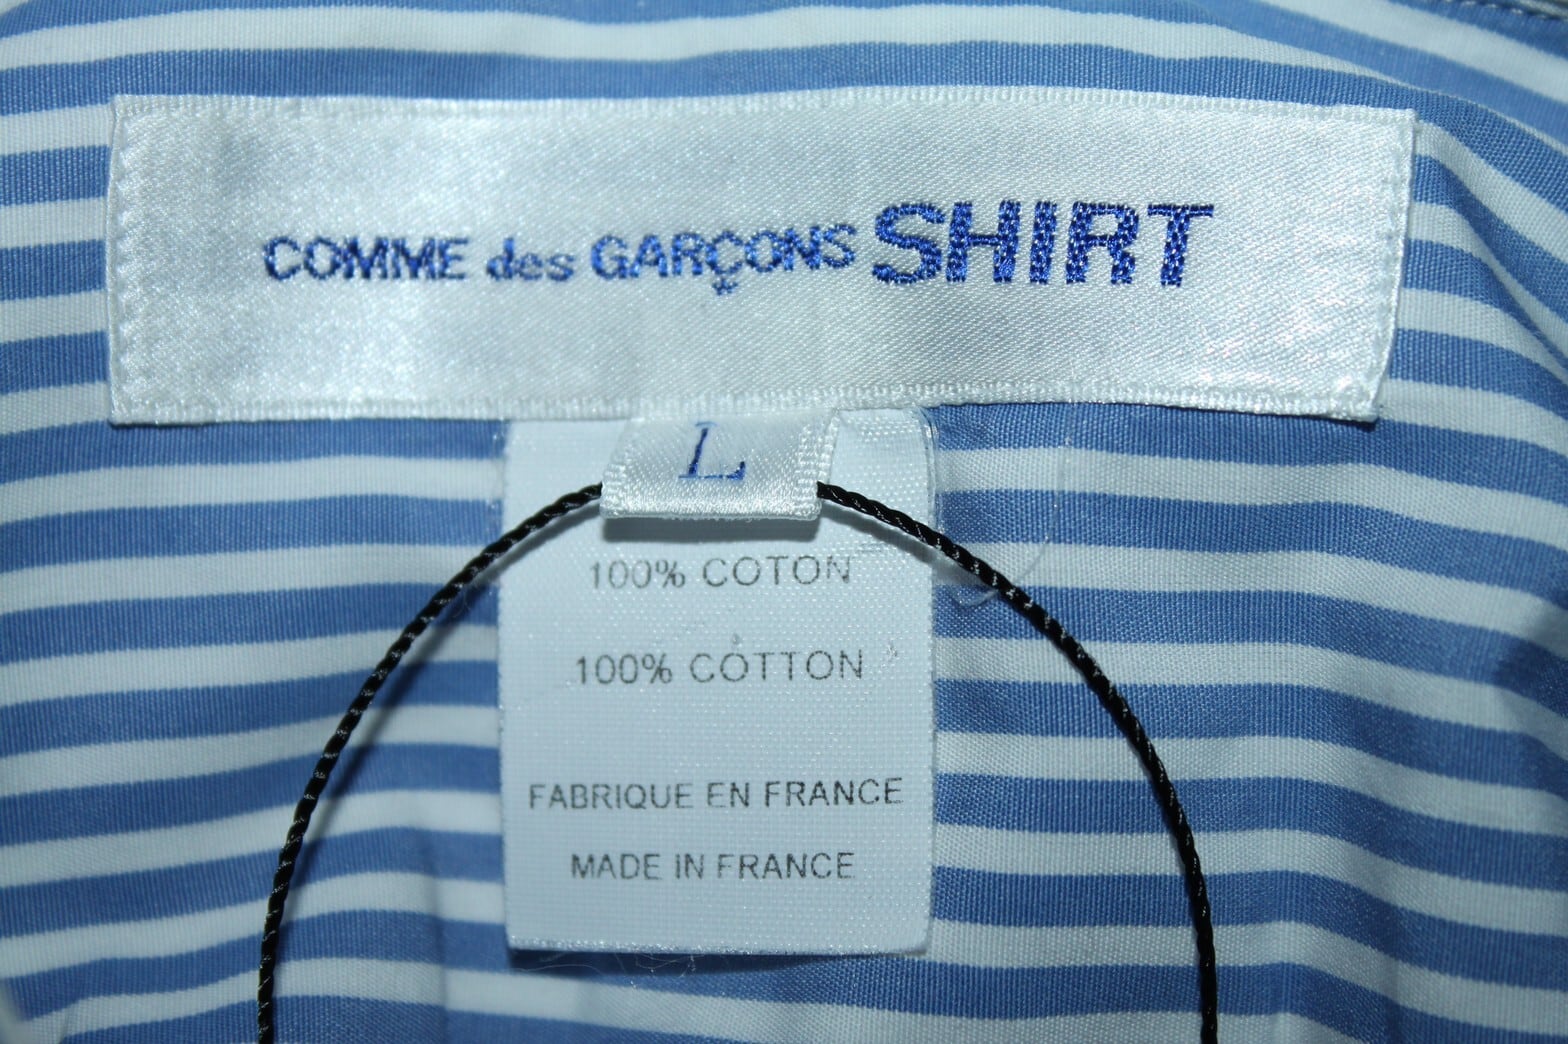 COMME des GARÇONS SHIRT
L
100% COTON
100% COTTON
FABRIQUE EN FRANCE
MADE IN FRANCE